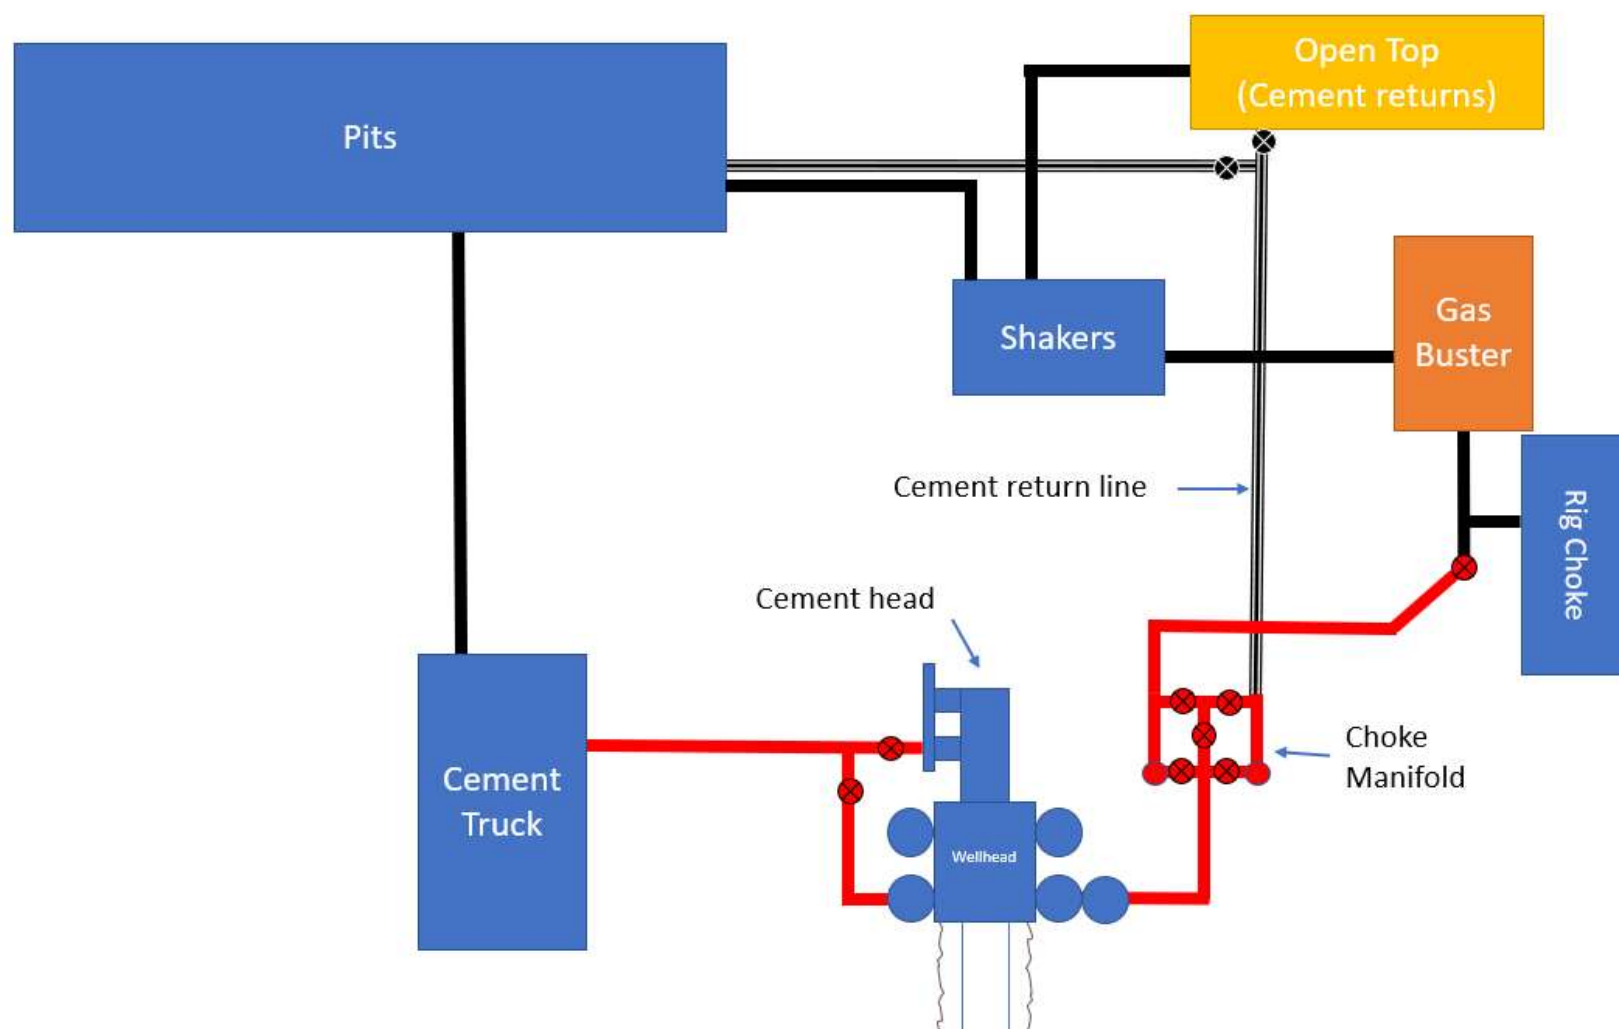 Open Top
(Cement returns)
Pits
Gas
Buster
Shakers
Cement return line
Rig Choke
Cement head
Choke
Manifold
Cement
Truck
Wellhead